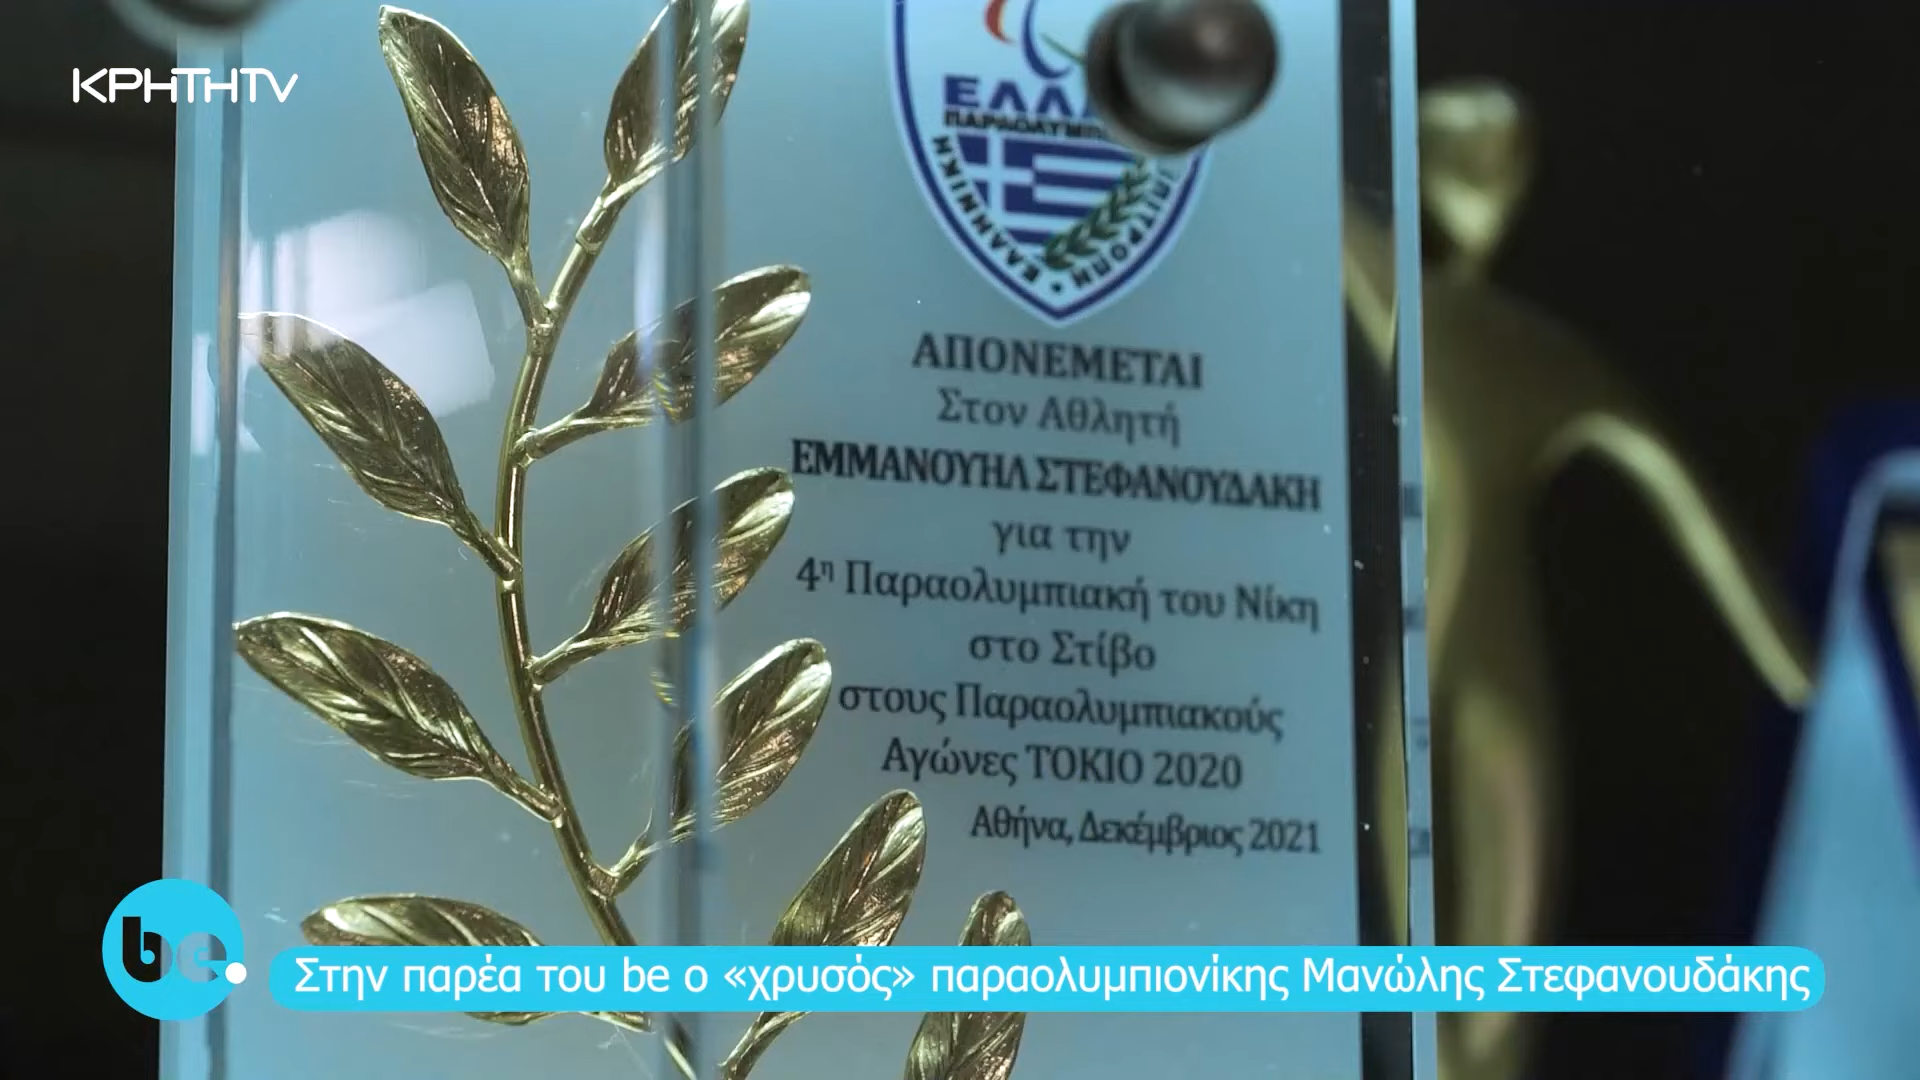 ΚΡΗΤΗTV
ΑΠΟΝΕΜΕΤΑΙ
Στον Αθλητή
ΕΜΜΑΝΟΥΗΛ ΣΤΕΦΑΝΟΥΔΑΚΗ
για την
4η Παραολυμπιακή του Νίκη
στο Στίβο
στους Παραολυμπιακούς
Αγώνες ΤΟΚΙΟ 2020
Αθήνα, Δεκέμβριος 2021
ΕΛΛΗΝΙΚΗ
be.
Στην παρέα του be ο «χρυσός» παραολυμπιονίκης Μανώλης Στεφανουδάκης